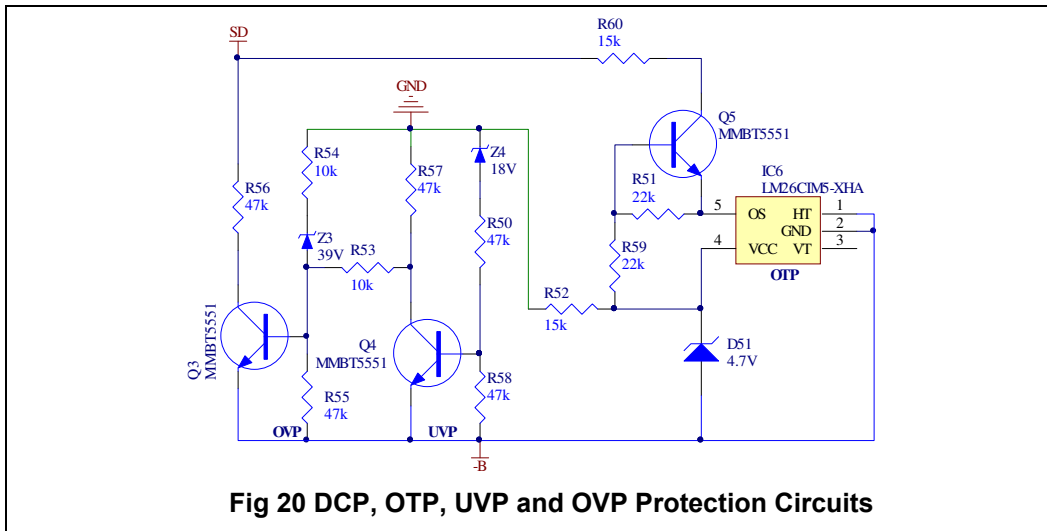 SD
R60
15k
GND
Q5
MMBT5551
R54
10k
R57
47k
Z4
18V
R56
47k
IC6
LM26CIM5-XHA
R51
22k
5
OS
HT
1
GND
2
4
VCC
VT
3
OTP
R50
47k
Z3
39V
R53
10k
R59
22k
R52
15k
Q3
MMBT5551
Q4
MMBT5551
D51
4.7V
R58
47k
R55
47k
OVP
UVP
-B
Fig 20 DCP, OTP, UVP and OVP Protection Circuits